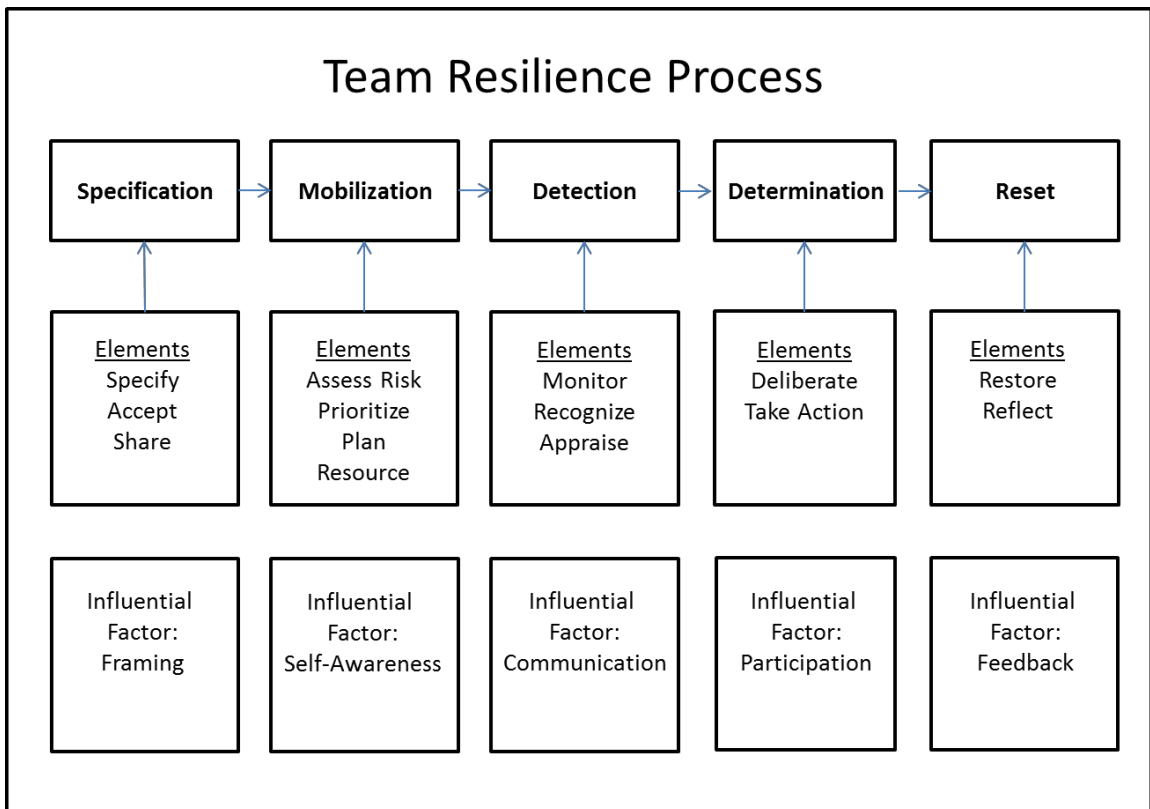 Team Resilience Process
Specification
Mobilization
Detection
Determination
Reset
Elements
Specify
Accept
Share
Elements
Assess Risk
Prioritize
Plan
Resource
Elements
Monitor
Recognize
Appraise
Elements
Deliberate
Take Action
Elements
Restore
Reflect
Influential
Factor:
Framing
Influential
Factor:
Self-Awareness
Influential
Factor:
Communication
Influential
Factor:
Participation
Influential
Factor:
Feedback